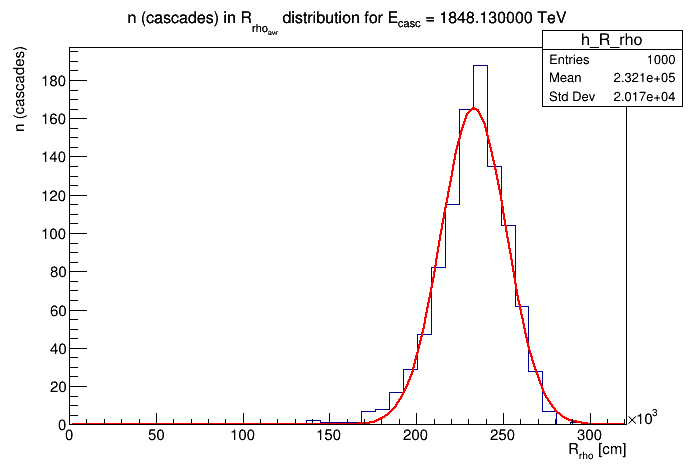 n (cascades) in R_rho_avr distribution for E_casc = 1848.130000 TeV
h_R_rho
Entries 1000
Mean 2.321e+05
Std Dev 2.017e+04
n (cascades)
180
160
140
120
100
80
60
40
20
0
0 50 100 150 200 250 300 ×10³
R_rho [cm]